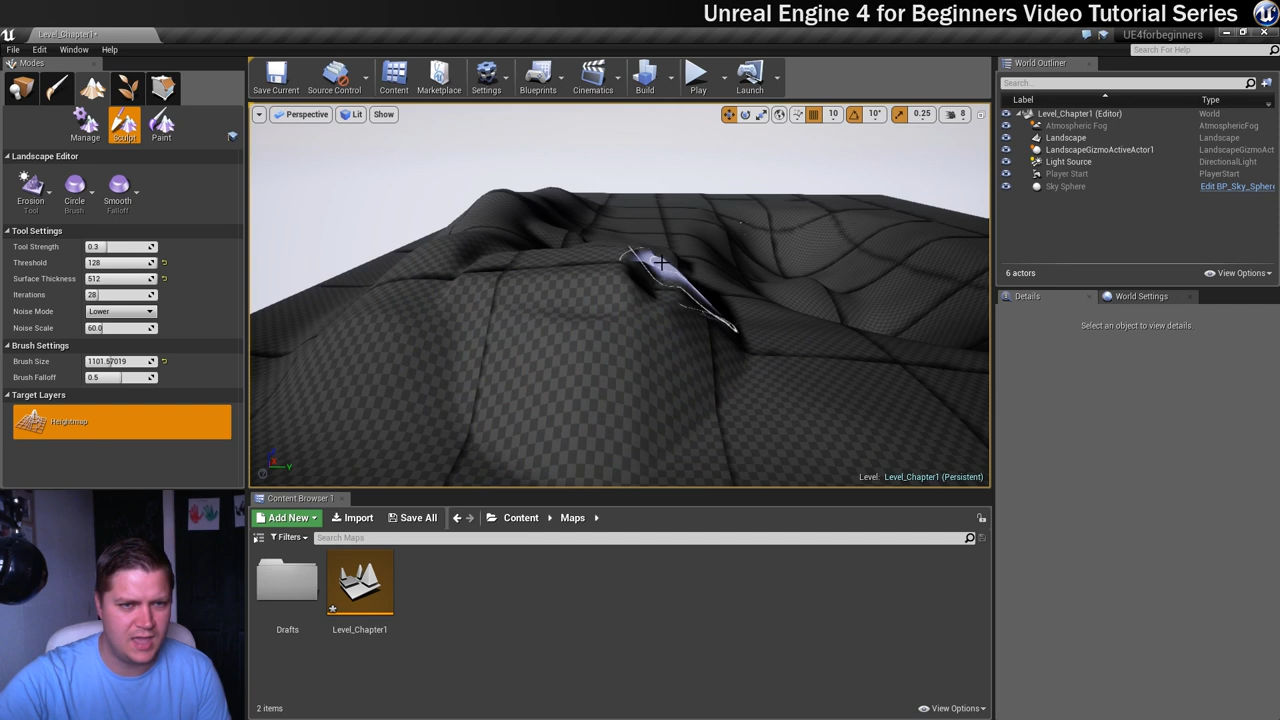 Unreal Engine 4 for Beginners Video Tutorial Series
Level_Chapter1*
UE4forbeginners
File Edit Window Help
Search For Help
Modes
Save Current
Source Control
Content
Marketplace
Settings
Blueprints
Cinematics
Build
Play
Launch
World Outliner
Search...
Label
Type
Level_Chapter1 (Editor) World
Atmospheric Fog AtmosphericFog
Landscape Landscape
LandscapeGizmoActiveActor1 LandscapeGizmoAct
Light Source DirectionalLight
Player Start PlayerStart
Sky Sphere Edit BP_Sky_Sphere
6 actors
View Options
Manage
Sculpt
Paint
Perspective
Lit
Show
10
10°
0.25
8
Landscape Editor
Erosion
Tool
Circle
Brush
Smooth
Falloff
Tool Settings
Tool Strength 0.3
Threshold 128
Surface Thickness 512
Iterations 28
Noise Mode Lower
Noise Scale 60.0
Brush Settings
Brush Size 1101.57019
Brush Falloff 0.5
Target Layers
Heightmap
Details
World Settings
Select an object to view details.
Y
Level: Level_Chapter1 (Persistent)
Content Browser 1
Add New
Import
Save All
Content
Maps
Filters
Search Maps
Drafts
Level_Chapter1
2 items
View Options